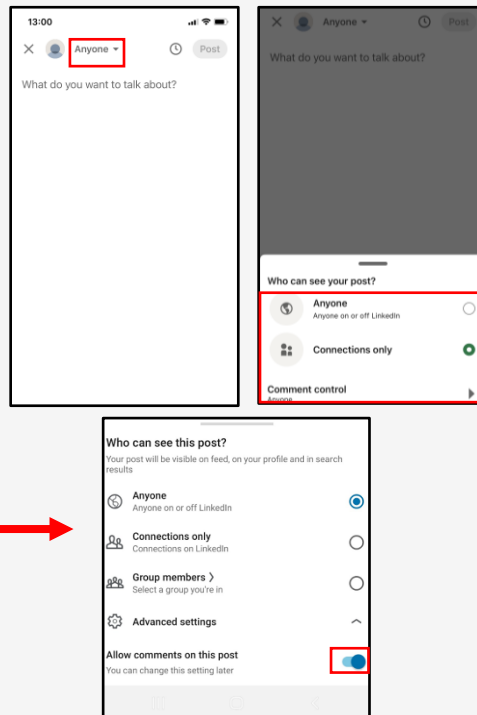 13:00
Anyone
Post
What do you want to talk about?
Anyone
Post
What do you want to talk about?
Who can see your post?
Anyone
Anyone on or off LinkedIn
Connections only
Comment control
Anyone
Who can see this post?
Your post will be visible on feed, on your profile and in search
results
Anyone
Anyone on or off LinkedIn
Connections only
Connections on LinkedIn
Group members 〉
Select a group you're in
Advanced settings
Allow comments on this post
You can change this setting later